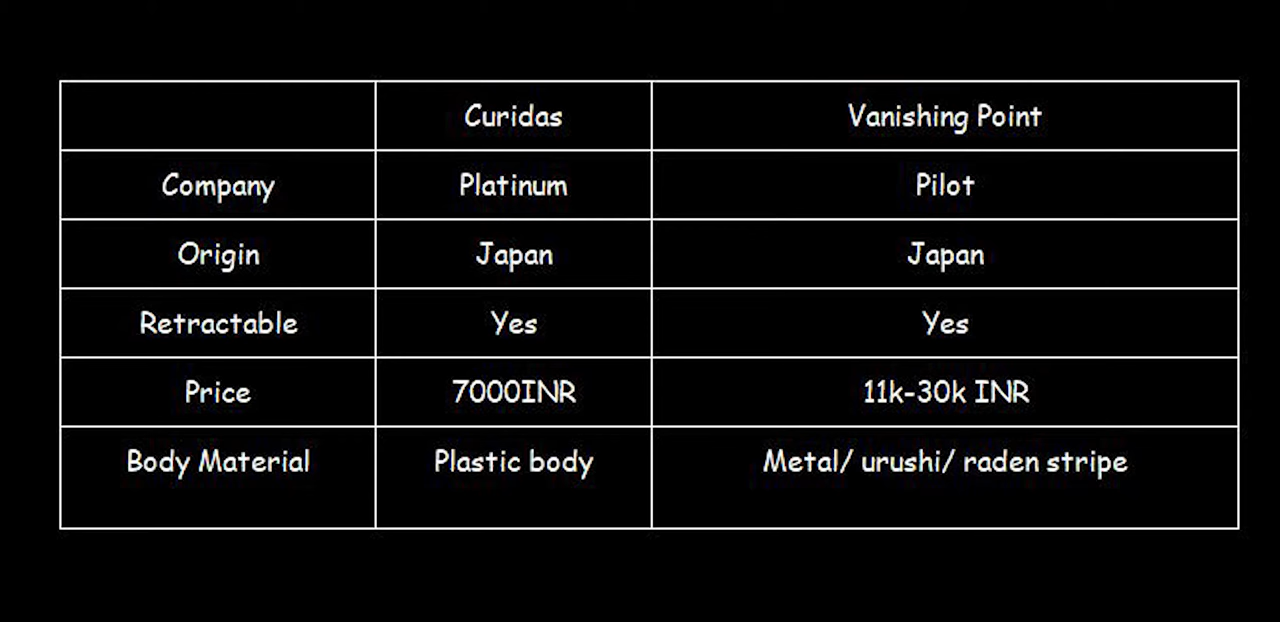 Curidas Vanishing Point
Company Platinum Pilot
Origin Japan Japan
Retractable Yes Yes
Price 7000INR 11k-30k INR
Body Material Plastic body Metal/ urushi/ raden stripe